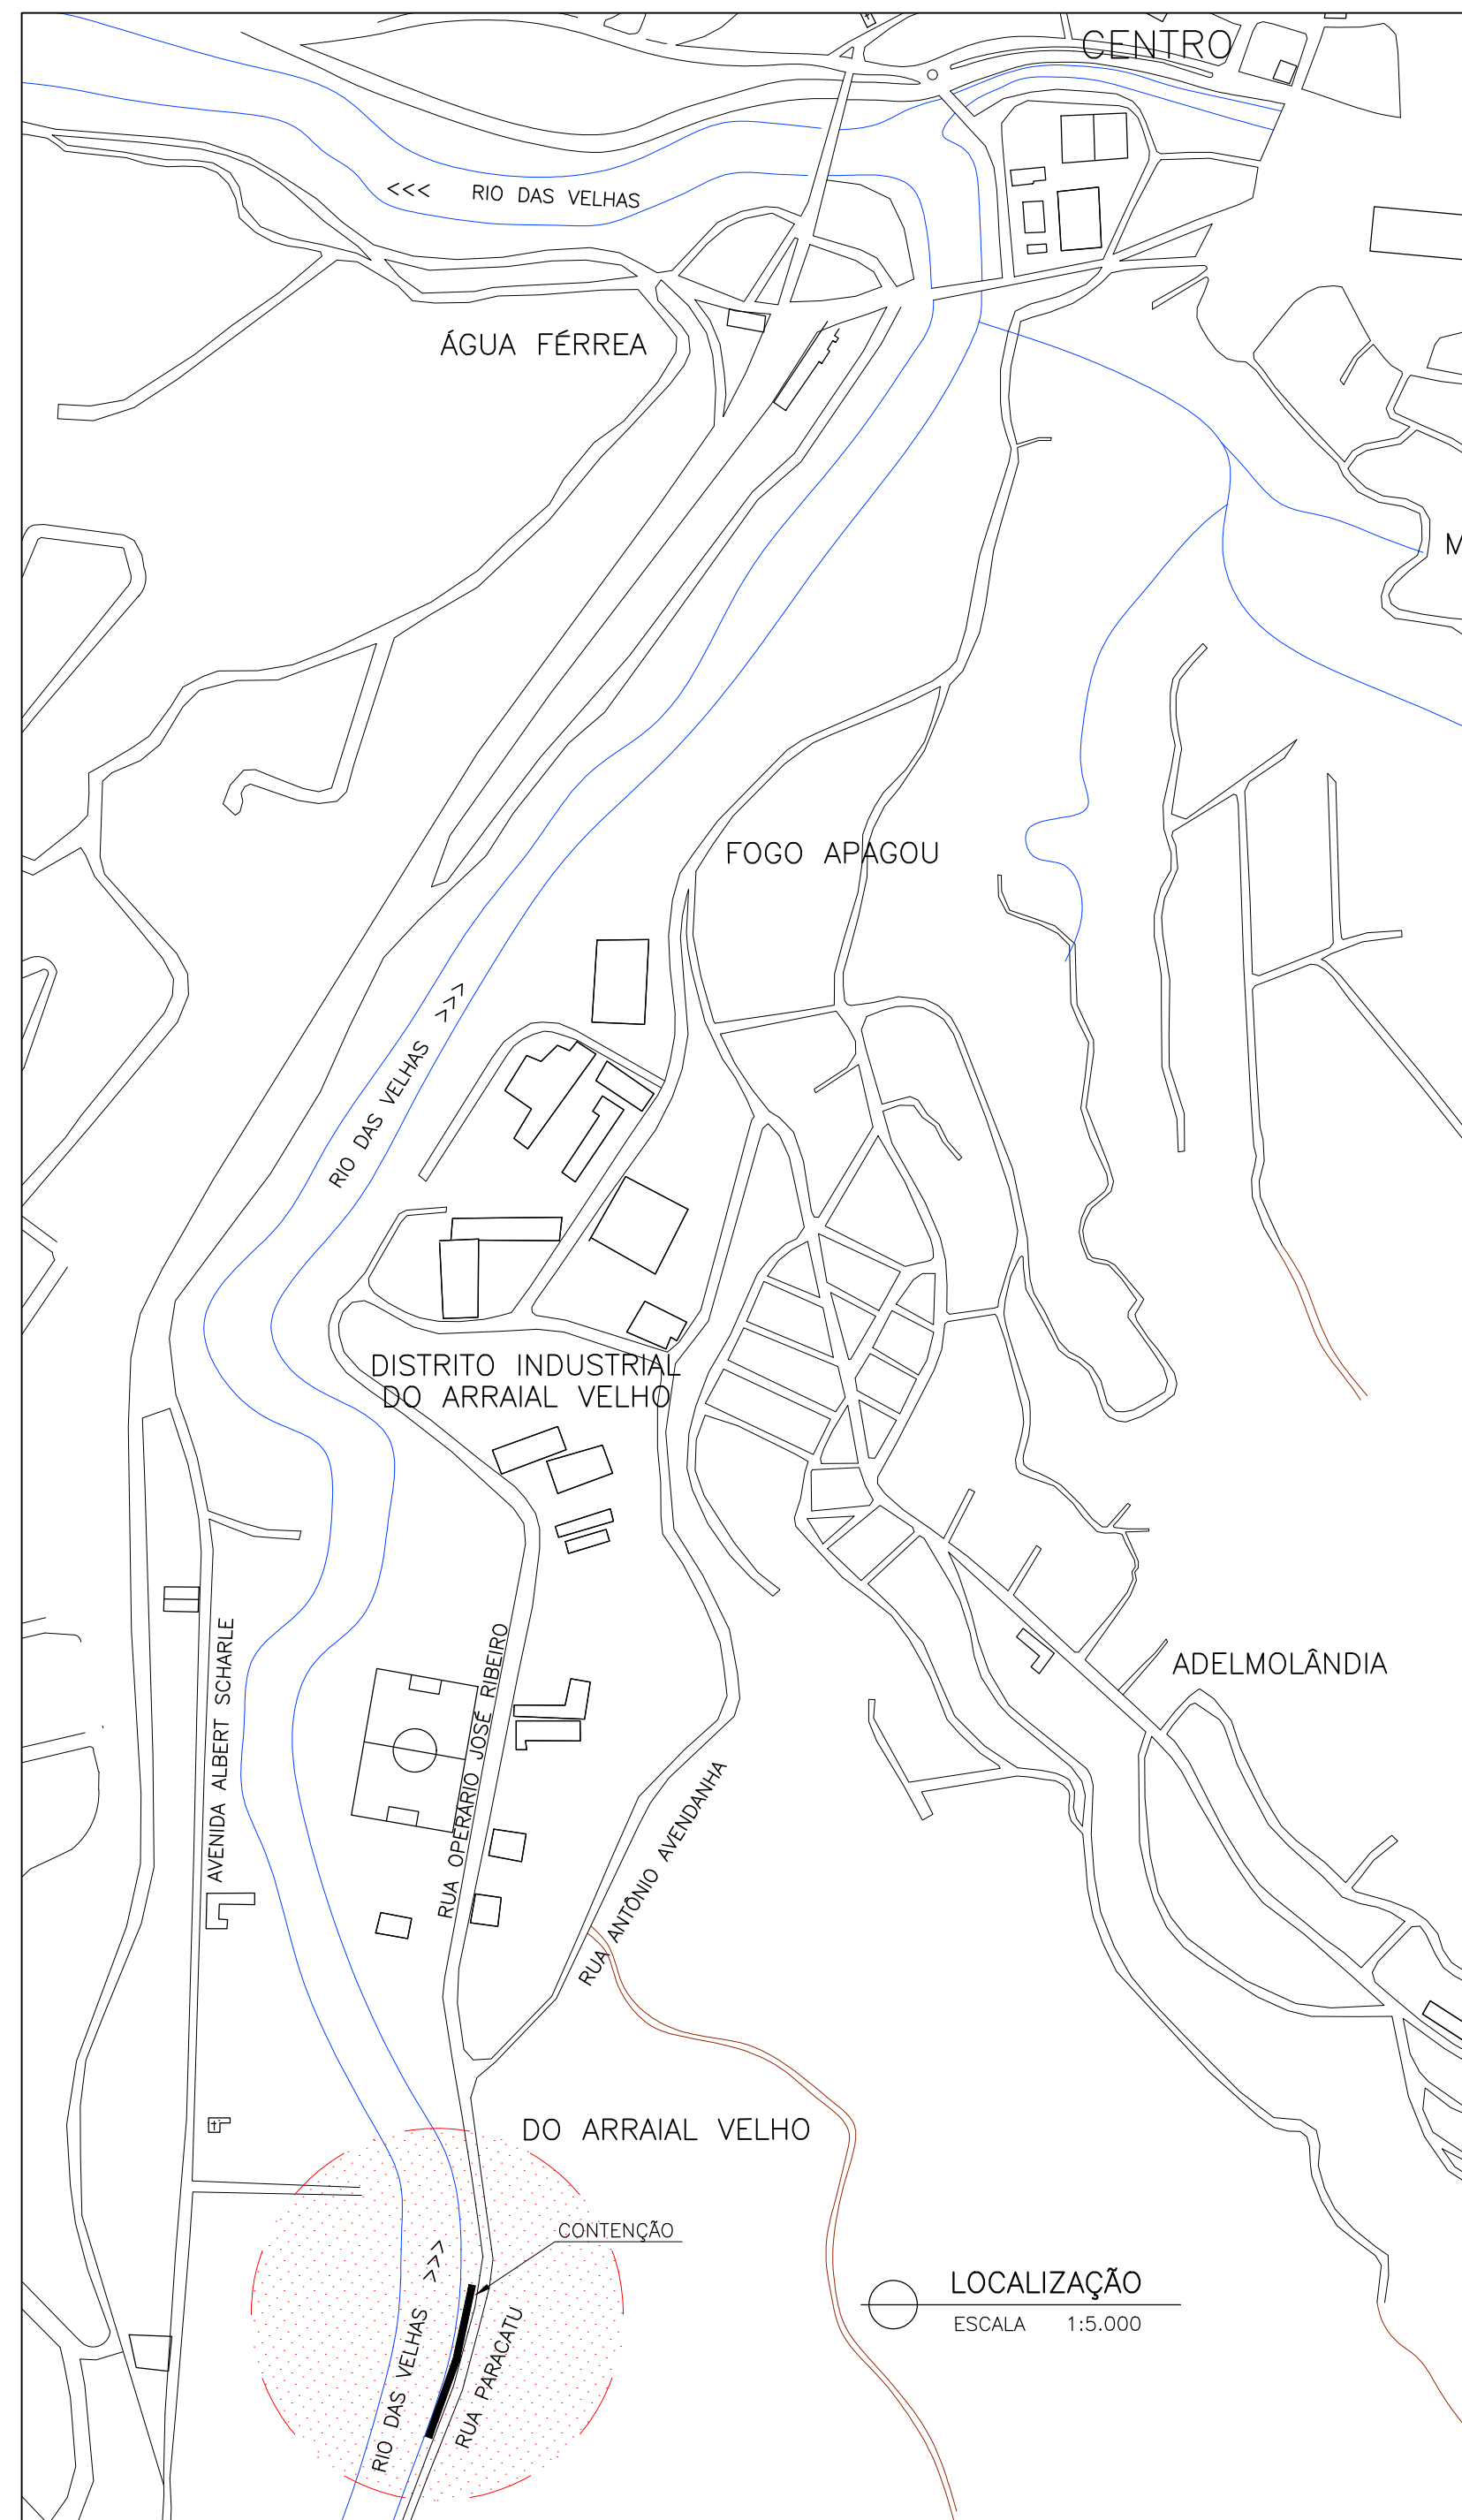 CENTRO
<<< RIO DAS VELHAS
ÁGUA FÉRREA
M
FOGO APAGOU
RIO DAS VELHAS >>>
DISTRITO INDUSTRIAL
DO ARRAIAL VELHO
AVENIDA ALBERT SCHARLE
RUA OPERÁRIO JOSÉ RIBEIRO
ADELMOLÂNDIA
RUA ANTÔNIO AVENDANHA
DO ARRAIAL VELHO
CONTENÇÃO
RIO DAS VELHAS >>>
RUA PARACATU
LOCALIZAÇÃO
ESCALA 1:5.000